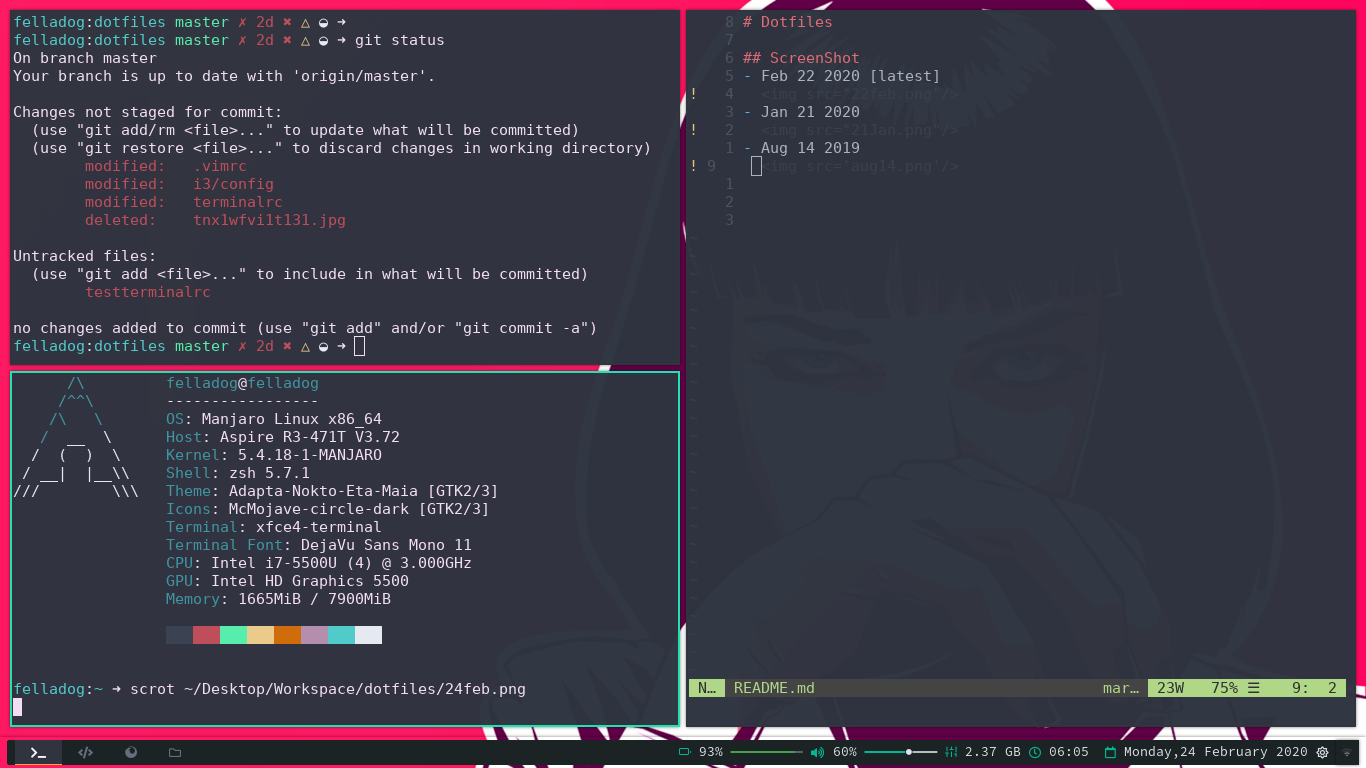 felladog:dotfiles master ✗ 2d ✖ △ ◒ ➜
felladog:dotfiles master ✗ 2d ✖ △ ◒ ➜ git status
On branch master
Your branch is up to date with 'origin/master'.
Changes not staged for commit:
(use "git add/rm <file>..." to update what will be committed)
(use "git restore <file>..." to discard changes in working directory)
modified: .vimrc
modified: i3/config
modified: terminalrc
deleted: tnx1wfvi1t131.jpg
Untracked files:
(use "git add <file>..." to include in what will be committed)
testterminalrc
no changes added to commit (use "git add" and/or "git commit -a")
felladog:dotfiles master ✗ 2d ✖ △ ◒ ➜
/\ felladog@felladog
/^^\ -----------------
/\ \ OS: Manjaro Linux x86_64
/ __ \ Host: Aspire R3-471T V3.72
/ ( ) \ Kernel: 5.4.18-1-MANJARO
/ __| |__\\ Shell: zsh 5.7.1
/// \\\ Theme: Adapta-Nokto-Eta-Maia [GTK2/3]
Icons: McMojave-circle-dark [GTK2/3]
Terminal: xfce4-terminal
Terminal Font: DejaVu Sans Mono 11
CPU: Intel i7-5500U (4) @ 3.000GHz
GPU: Intel HD Graphics 5500
Memory: 1665MiB / 7900MiB
felladog:~ ➜ scrot ~/Desktop/Workspace/dotfiles/24feb.png
8 # Dotfiles
7
6 ## ScreenShot
5 - Feb 22 2020 [latest]
! 4 <img src="22feb.png"/>
3 - Jan 21 2020
! 2 <img src="21Jan.png"/>
1 - Aug 14 2019
! 9 <img src='aug14.png'/>
1
2
3
N… README.md mar… 23W 75% ☰ 9: 2
93% 60% 2.37 GB 06:05 Monday,24 February 2020